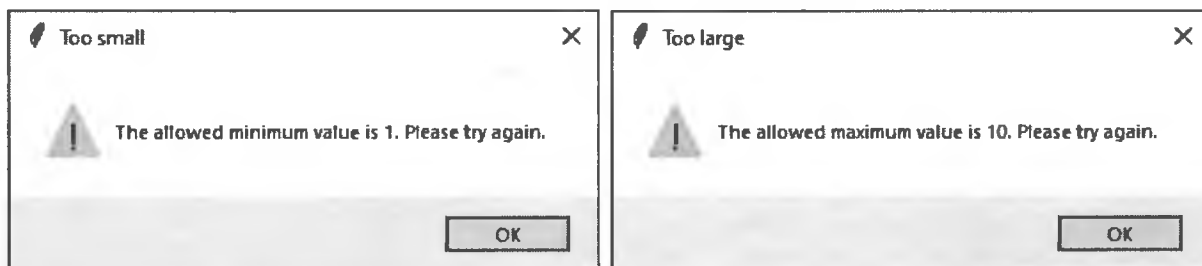 Too small
The allowed minimum value is 1. Please try again.
OK
Too large
The allowed maximum value is 10. Please try again.
OK